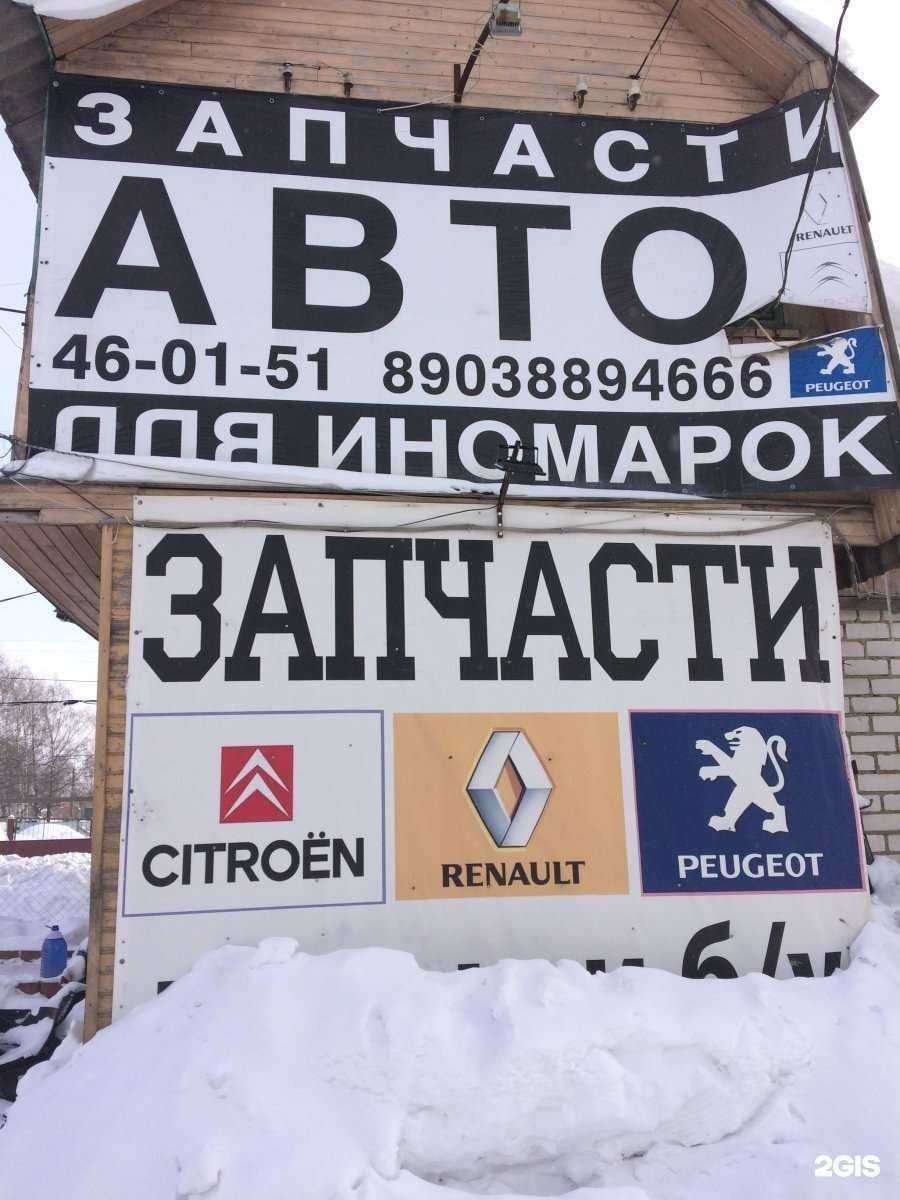 ЗАПЧАСТИ
АВТО
RENAULT
46-01-51 89038894666
PEUGEOT
ДЛЯ ИНОМАРОК
ЗАПЧАСТИ
CITROËN RENAULT PEUGEOT
и б/у
2GIS